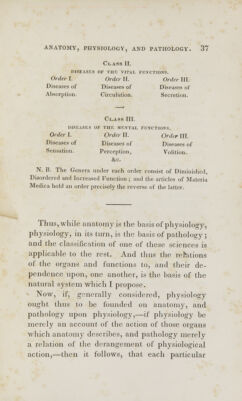 ANATOMY, PHYSIOLOGY, AND PATHOLOGY. 37
CLASS II.
DISEASES OF THE VITAL FUNCTIONS.
Order I. Order II. Order III.
Diseases of Diseases of Diseases of
Absorption. Circulation. Secretion.
CLASS III.
DISEASES OF THE MENTAL FUNCTIONS.
Order I. Order II. Order III.
Diseases of Diseases of Diseases of
Sensation. Perception, Volition.
&c.
N. B. The Genera under each order consist of Diminished,
Disordered and Increased Function; and the articles of Materia
Medica hold an order precisely the reverse of the latter.
Thus, while anatomy is the basis of physiology,
physiology, in its turn, is the basis of pathology;
and the classification of one of these sciences is
applicable to the rest. And thus the relations
of the organs and functions to, and their de-
pendence upon, one another, is the basis of the
natural system which I propose.
Now, if, generally considered, physiology
ought thus to be founded on anatomy, and
pathology upon physiology,—if physiology be
merely an account of the action of those organs
which anatomy describes, and pathology merely
a relation of the derangement of physiological
action,—then it follows, that each particular